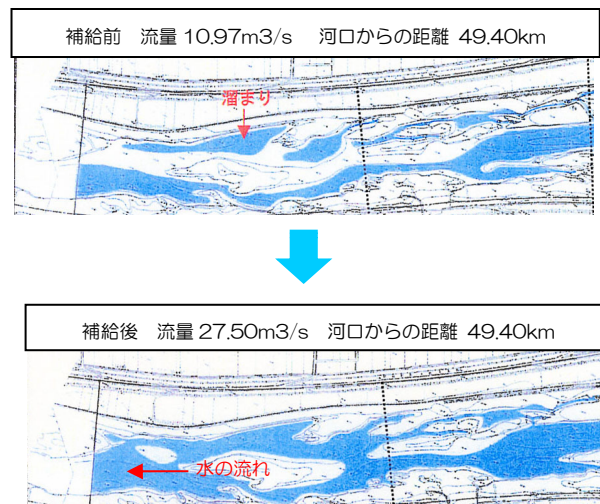 補給前 流量 10.97m3/s 河口からの距離 49.40km
溜まり
補給後 流量 27.50m3/s 河口からの距離 49.40km
水の流れ